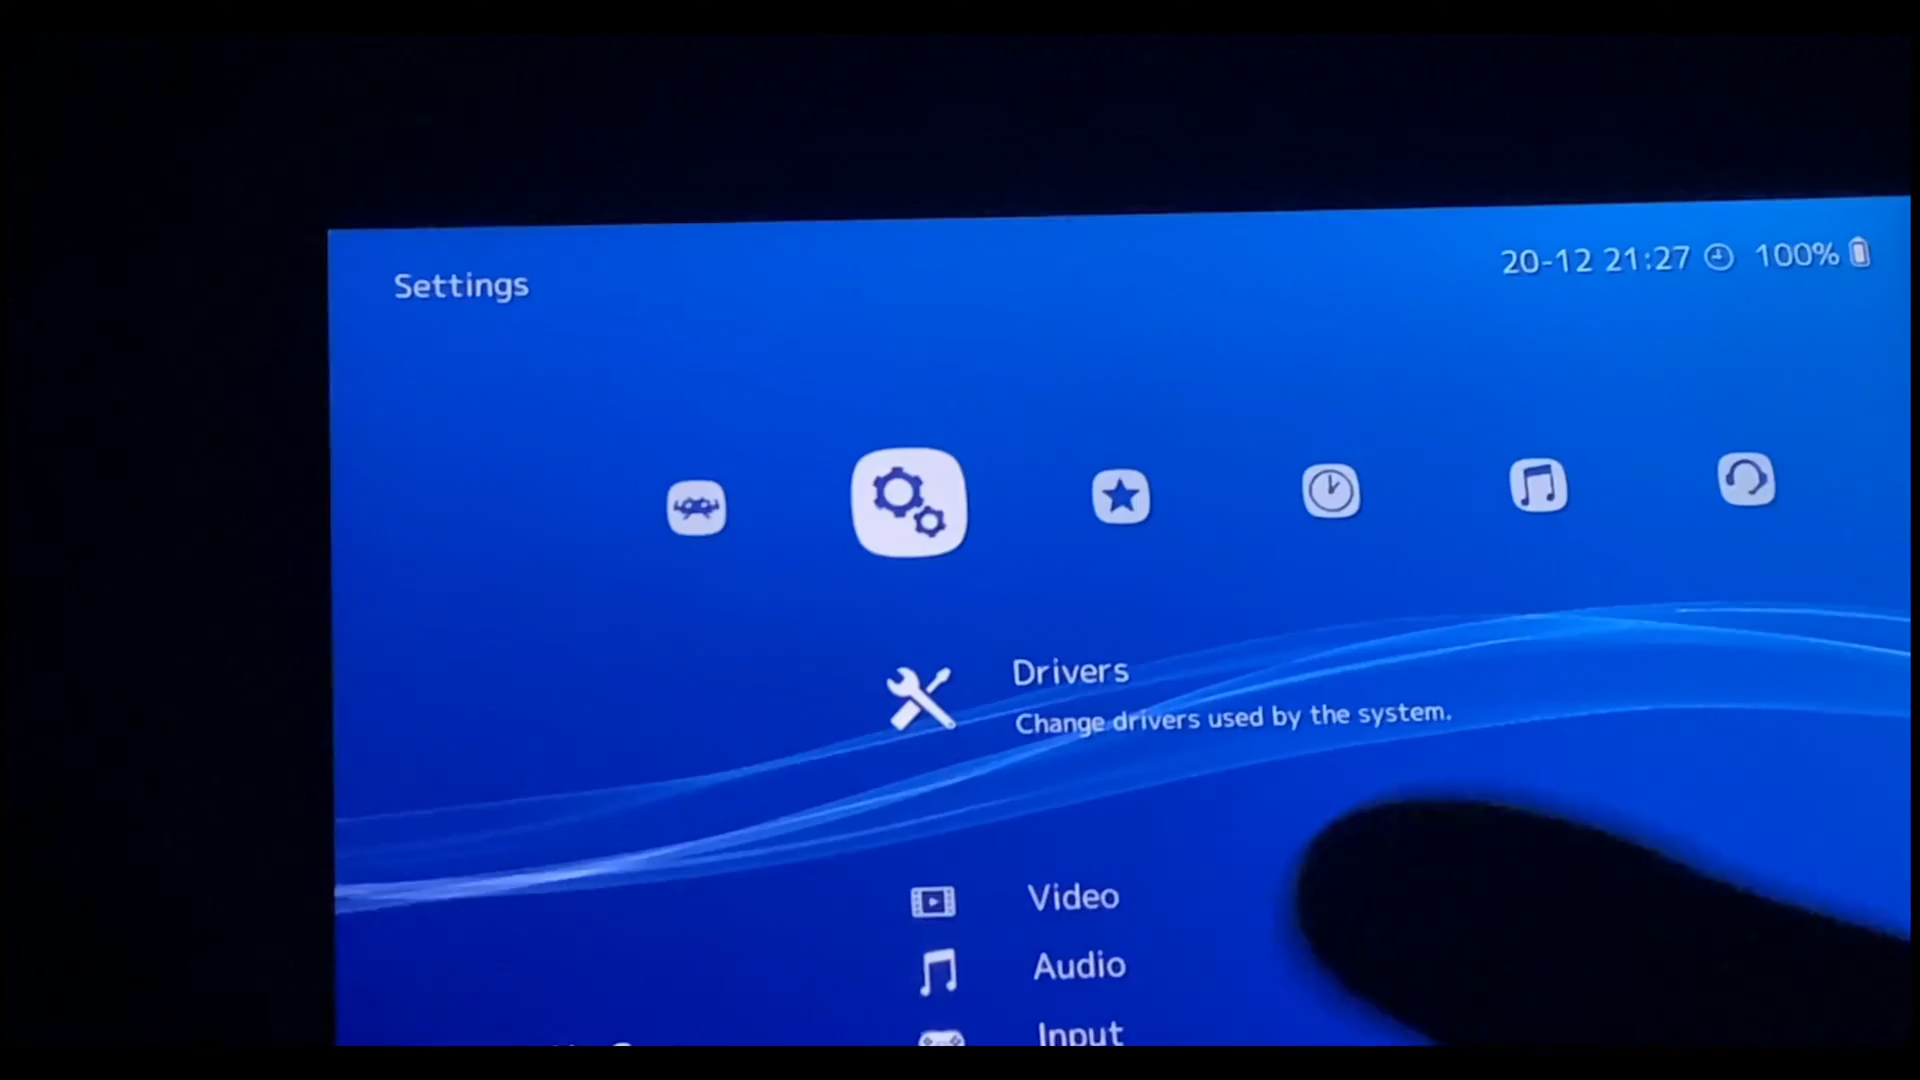 Settings
20-12 21:27 100%
Drivers
Change drivers used by the system.
Video
Audio
Input